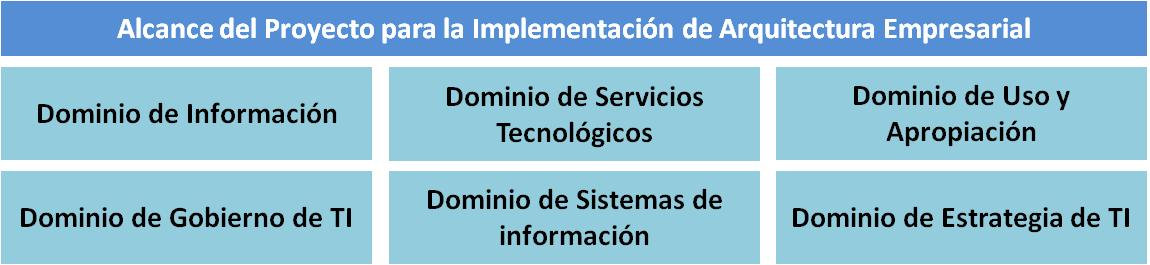 Alcance del Proyecto para la Implementación de Arquitectura Empresarial
Dominio de Información
Dominio de Servicios
Tecnológicos
Dominio de Uso y
Apropiación
Dominio de Gobierno de TI
Dominio de Sistemas de
información
Dominio de Estrategia de TI